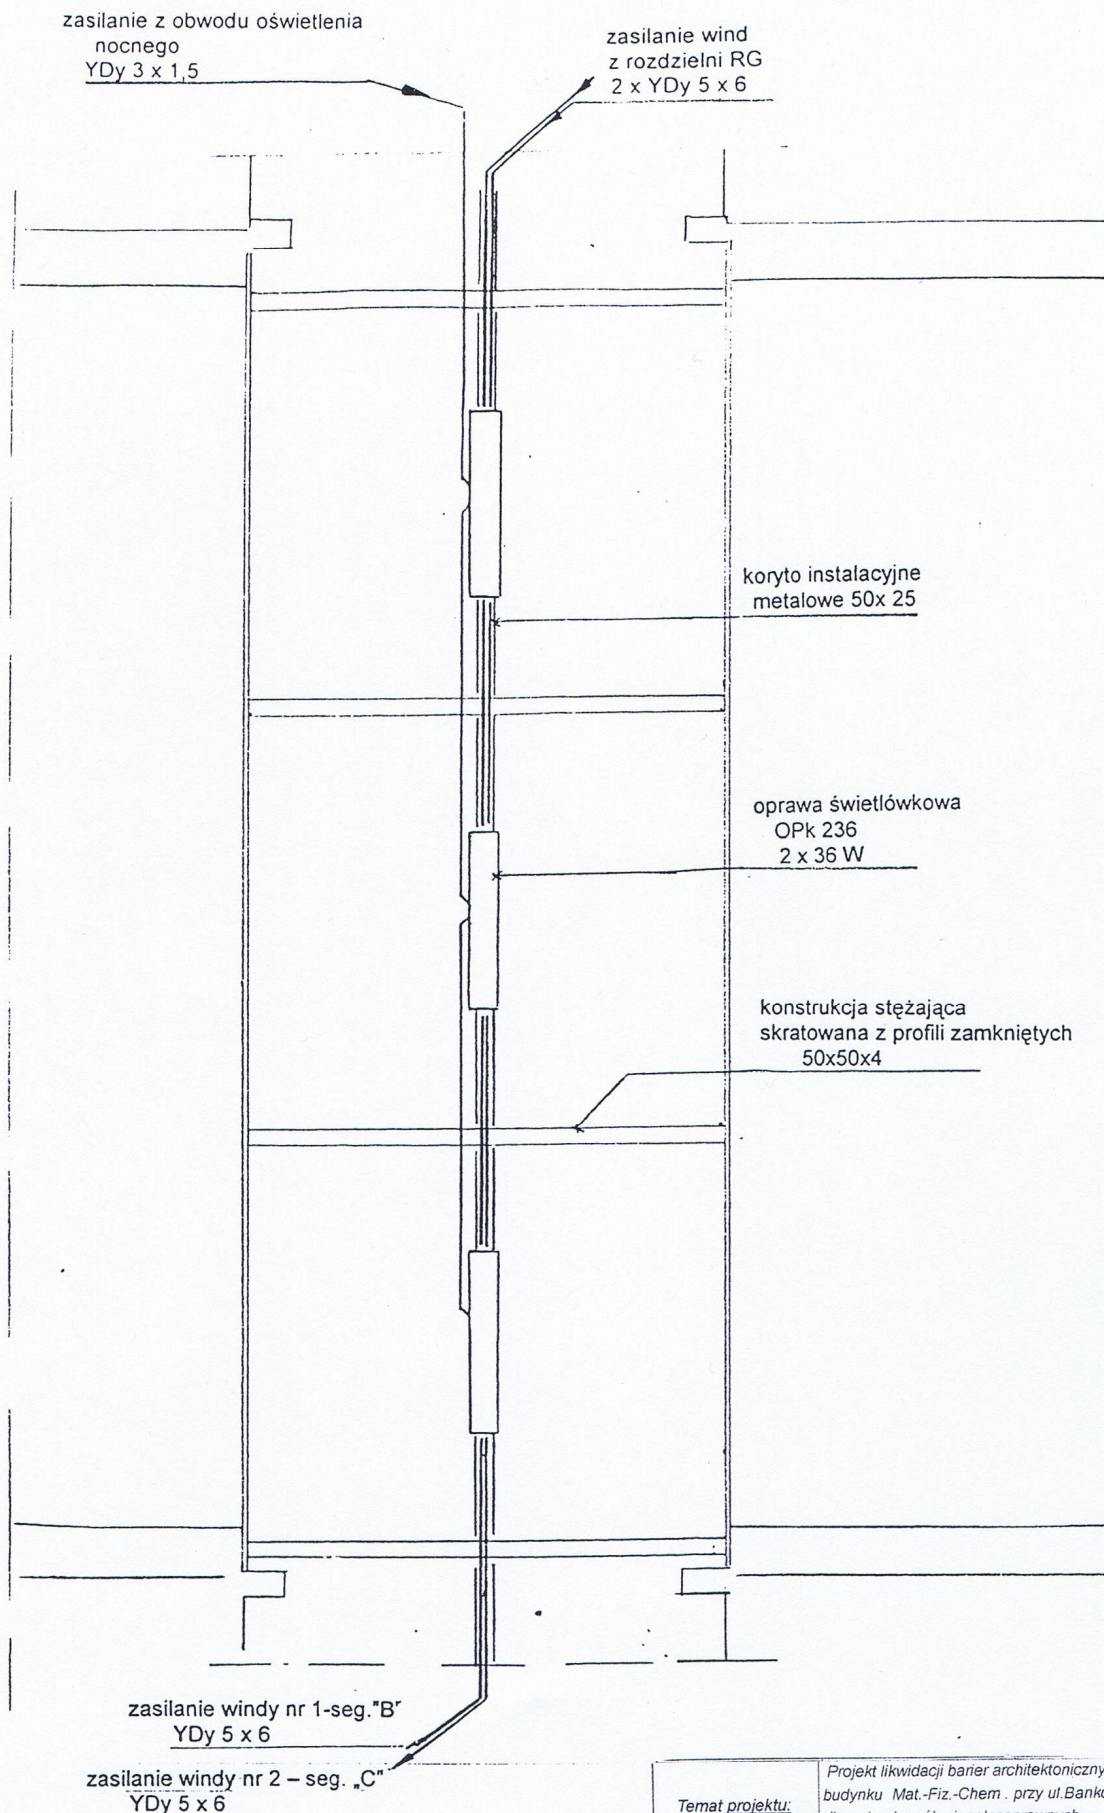 zasilanie z obwodu oświetlenia
nocnego
YDy 3 x 1,5
zasilanie wind
z rozdzielni RG
2 x YDy 5 x 6
koryto instalacyjne
metalowe 50x 25
oprawa świetlówkowa
OPk 236
2 x 36 W
konstrukcja stężająca
skratowana z profili zamkniętych
50x50x4
zasilanie windy nr 1-seg."B"
YDy 5 x 6
zasilanie windy nr 2 – seg. „C"
YDy 5 x 6
Temat projektu:
Projekt likwidacji barier architektoniczny
budynku Mat.-Fiz.-Chem . przy ul.Banko